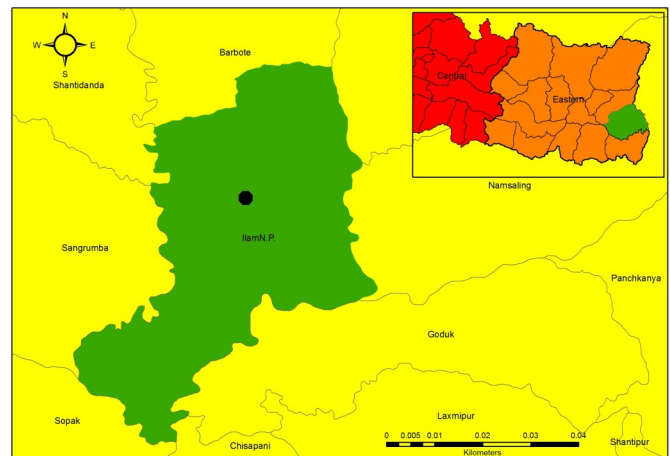 N
W E
S
Shantidanda
Barbote
Central
Eastern
Namsaling
IlamN.P.
Sangrumba
Panchkanya
Goduk
Sopak
Chisapani
Laxmipur
Shantipur
0 0.005 0.01 0.02 0.03 0.04
Kilometers